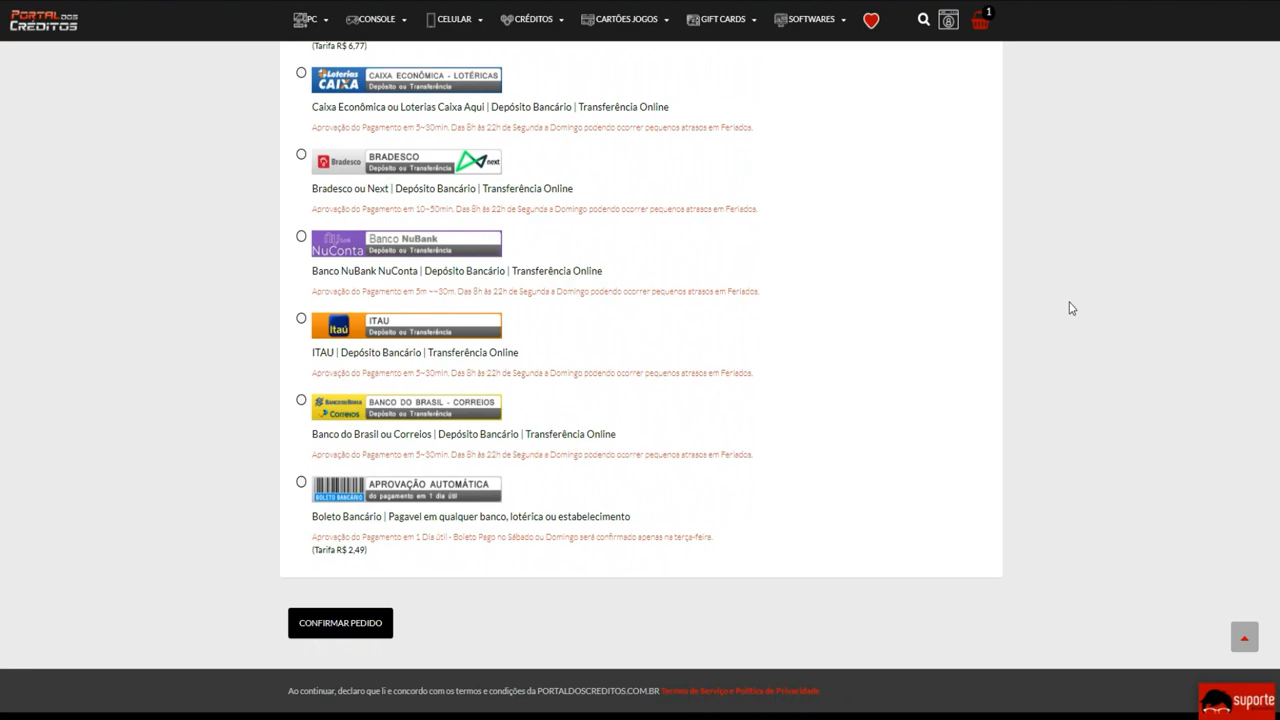 PORTAL DOS
CRÉDITOS
PC CONSOLE CELULAR CRÉDITOS CARTÕES JOGOS GIFT CARDS SOFTWARES 1
(Tarifa R$ 6,77)
Loterias CAIXA CAIXA ECONÔMICA - LOTÉRICAS
Depósito ou Transferência
Caixa Econômica ou Loterias Caixa Aqui | Depósito Bancário | Transferência Online
Aprovação do Pagamento em 5~30min. Das 8h às 22h de Segunda a Domingo podendo ocorrer pequenos atrasos em Feriados.
Bradesco BRADESCO next
Depósito ou Transferência
Bradesco ou Next | Depósito Bancário | Transferência Online
Aprovação do Pagamento em 10~50min. Das 8h às 22h de Segunda a Domingo podendo ocorrer pequenos atrasos em Feriados.
NuConta Banco NuBank
Depósito ou Transferência
Banco NuBank NuConta | Depósito Bancário | Transferência Online
Aprovação do Pagamento em 5m ~~30m. Das 8h às 22h de Segunda a Domingo podendo ocorrer pequenos atrasos em Feriados.
Itaú ITAU
Depósito ou Transferência
ITAU | Depósito Bancário | Transferência Online
Aprovação do Pagamento em 5~30min. Das 8h às 22h de Segunda a Domingo podendo ocorrer pequenos atrasos em Feriados.
BANCO DO BRASIL BANCO DO BRASIL - CORREIOS
Correios Depósito ou Transferência
Banco do Brasil ou Correios | Depósito Bancário | Transferência Online
Aprovação do Pagamento em 5~30min. Das 8h às 22h de Segunda a Domingo podendo ocorrer pequenos atrasos em Feriados.
APROVAÇÃO AUTOMÁTICA
BOLETO BANCÁRIO do pagamento em 1 dia útil
Boleto Bancário | Pagavel em qualquer banco, lotérica ou estabelecimento
Aprovação do Pagamento em 1 Dia útil - Boleto Pago no Sábado ou Domingo será confirmado apenas na terça-feira.
(Tarifa R$ 2,49)
CONFIRMAR PEDIDO
Ao continuar, declaro que li e concordo com os termos e condições da PORTALDOSCREDITOS.COM.BR Termos de Serviço e Política de Privacidade
suporte